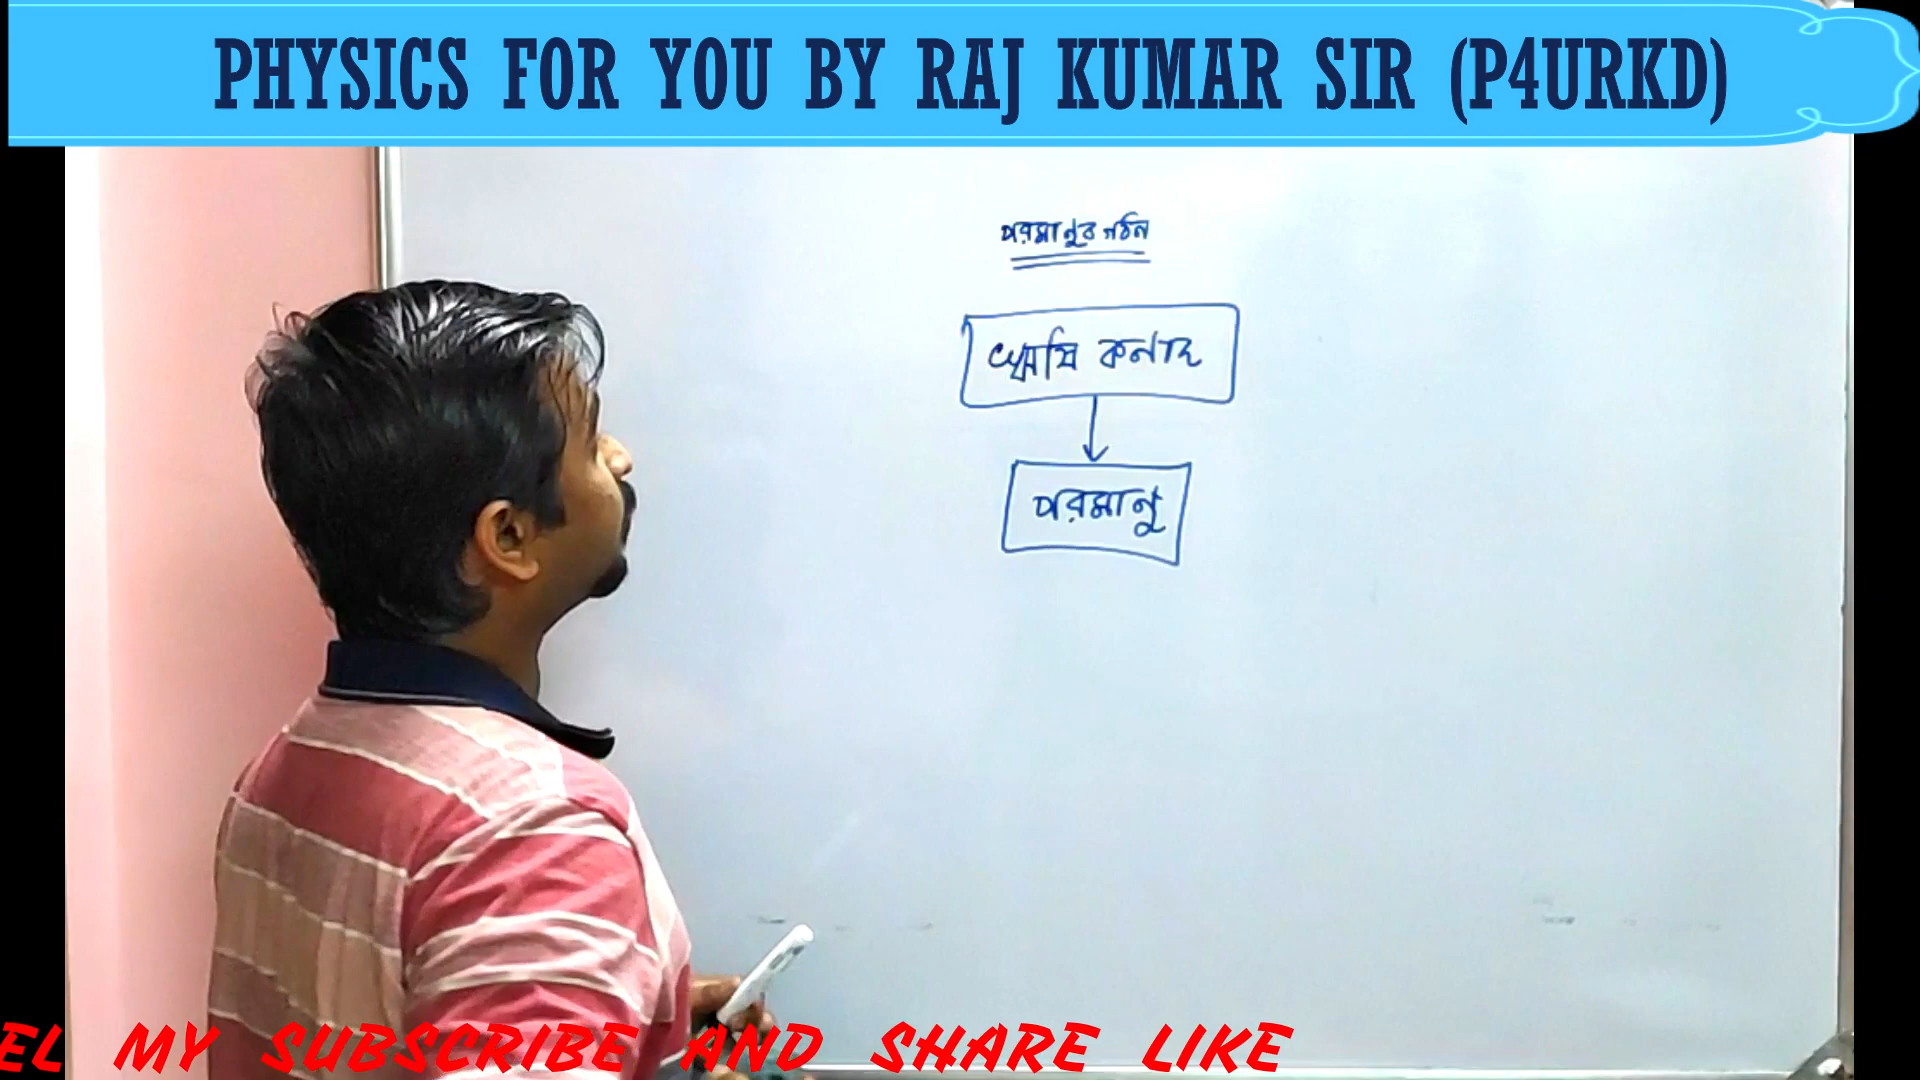 PHYSICS FOR YOU BY RAJ KUMAR SIR (P4URKD)
পরমানুর গঠন
ঋষি কনাদ
পরমানু
EL MY SUBSCRIBE AND SHARE LIKE